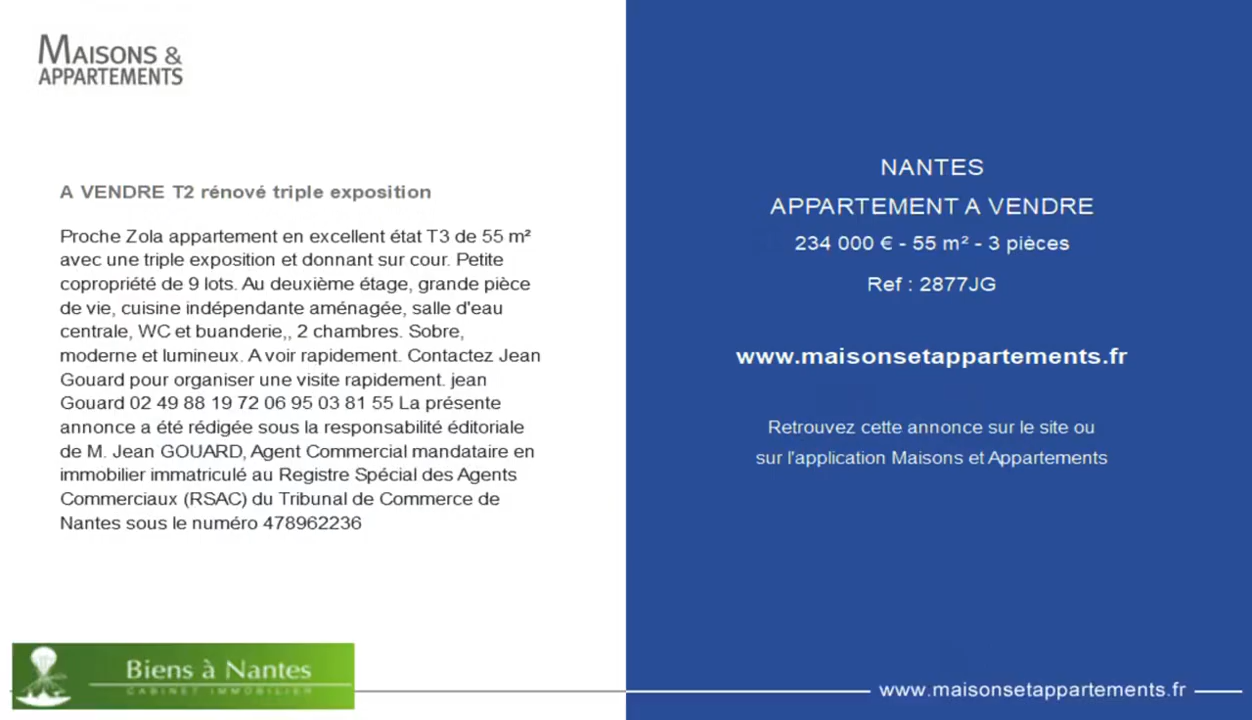 MAISONS &
APPARTEMENTS
A VENDRE T2 rénové triple exposition
Proche Zola appartement en excellent état T3 de 55 m²
avec une triple exposition et donnant sur cour. Petite
copropriété de 9 lots. Au deuxième étage, grande pièce
de vie, cuisine indépendante aménagée, salle d'eau
centrale, WC et buanderie,, 2 chambres. Sobre,
moderne et lumineux. A voir rapidement. Contactez Jean
Gouard pour organiser une visite rapidement. jean
Gouard 02 49 88 19 72 06 95 03 81 55 La présente
annonce a été rédigée sous la responsabilité éditoriale
de M. Jean GOUARD, Agent Commercial mandataire en
immobilier immatriculé au Registre Spécial des Agents
Commerciaux (RSAC) du Tribunal de Commerce de
Nantes sous le numéro 478962236
Biens à Nantes
CABINET IMMOBILIER
NANTES
APPARTEMENT A VENDRE
234 000 € - 55 m² - 3 pièces
Ref : 2877JG
www.maisonsetappartements.fr
Retrouvez cette annonce sur le site ou
sur l'application Maisons et Appartements
www.maisonsetappartements.fr